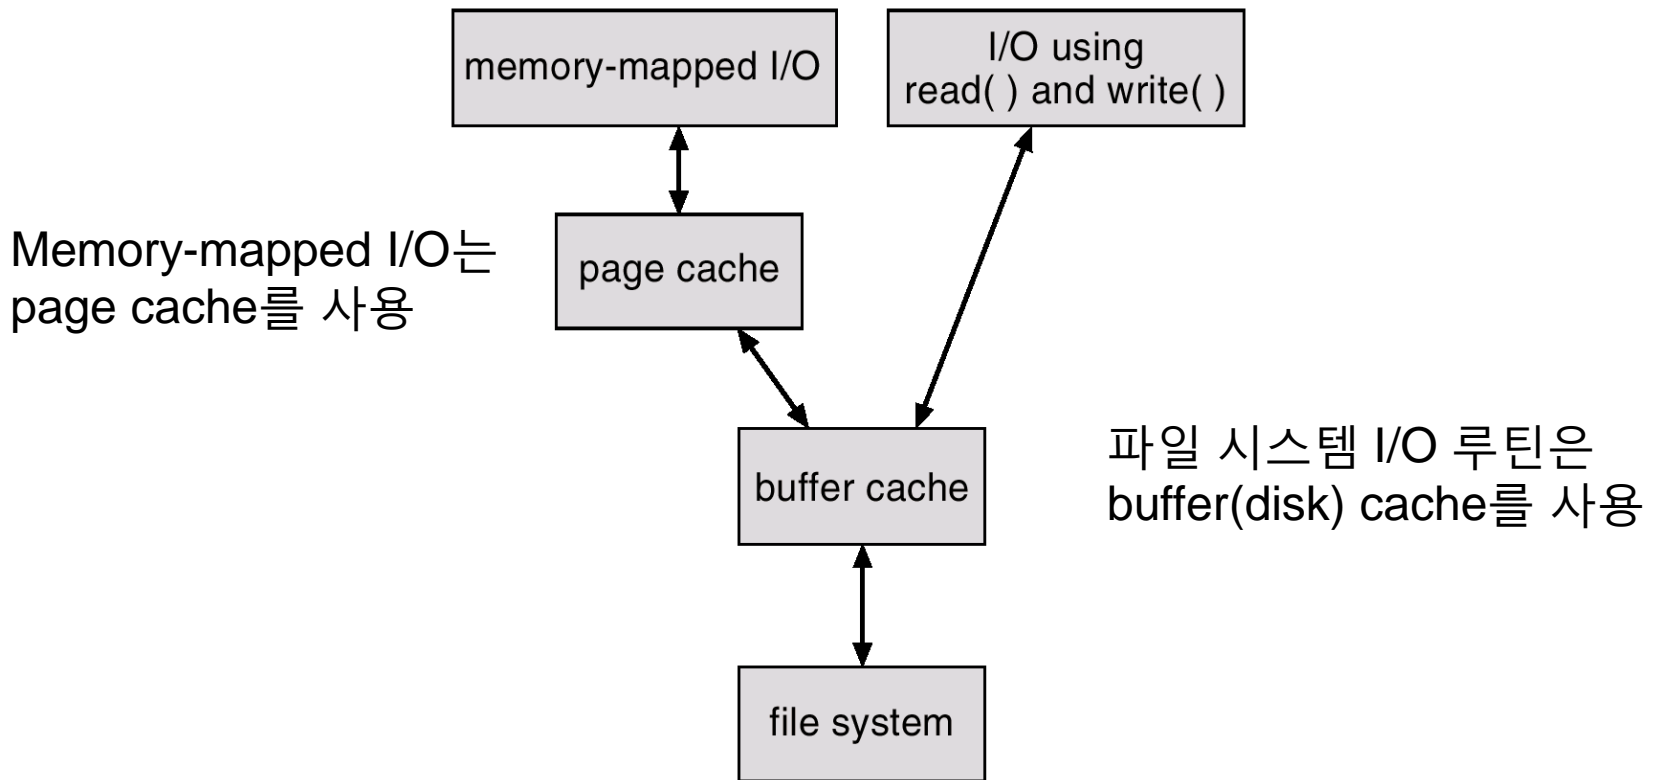 memory-mapped I/O
I/O using
read( ) and write( )
Memory-mapped I/O는
page cache를 사용
page cache
파일 시스템 I/O 루틴은
buffer(disk) cache를 사용
buffer cache
file system